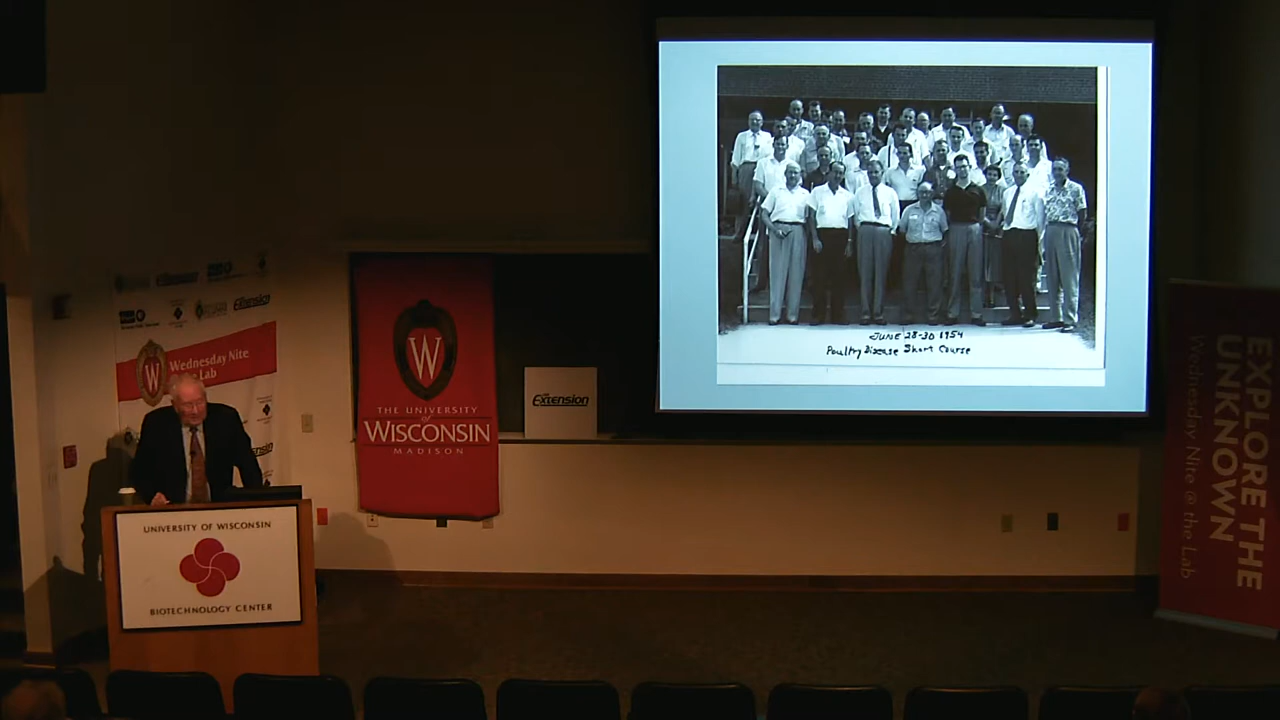 JUNE 28-30 1954
Poultry Disease Short Course
Wednesday Nite
Lab
Extension
W
THE UNIVERSITY
of
WISCONSIN
MADISON
Extension
UNIVERSITY OF WISCONSIN
BIOTECHNOLOGY CENTER
EXPLORE THE
UNKNOWN
Wednesday Nite @ the Lab